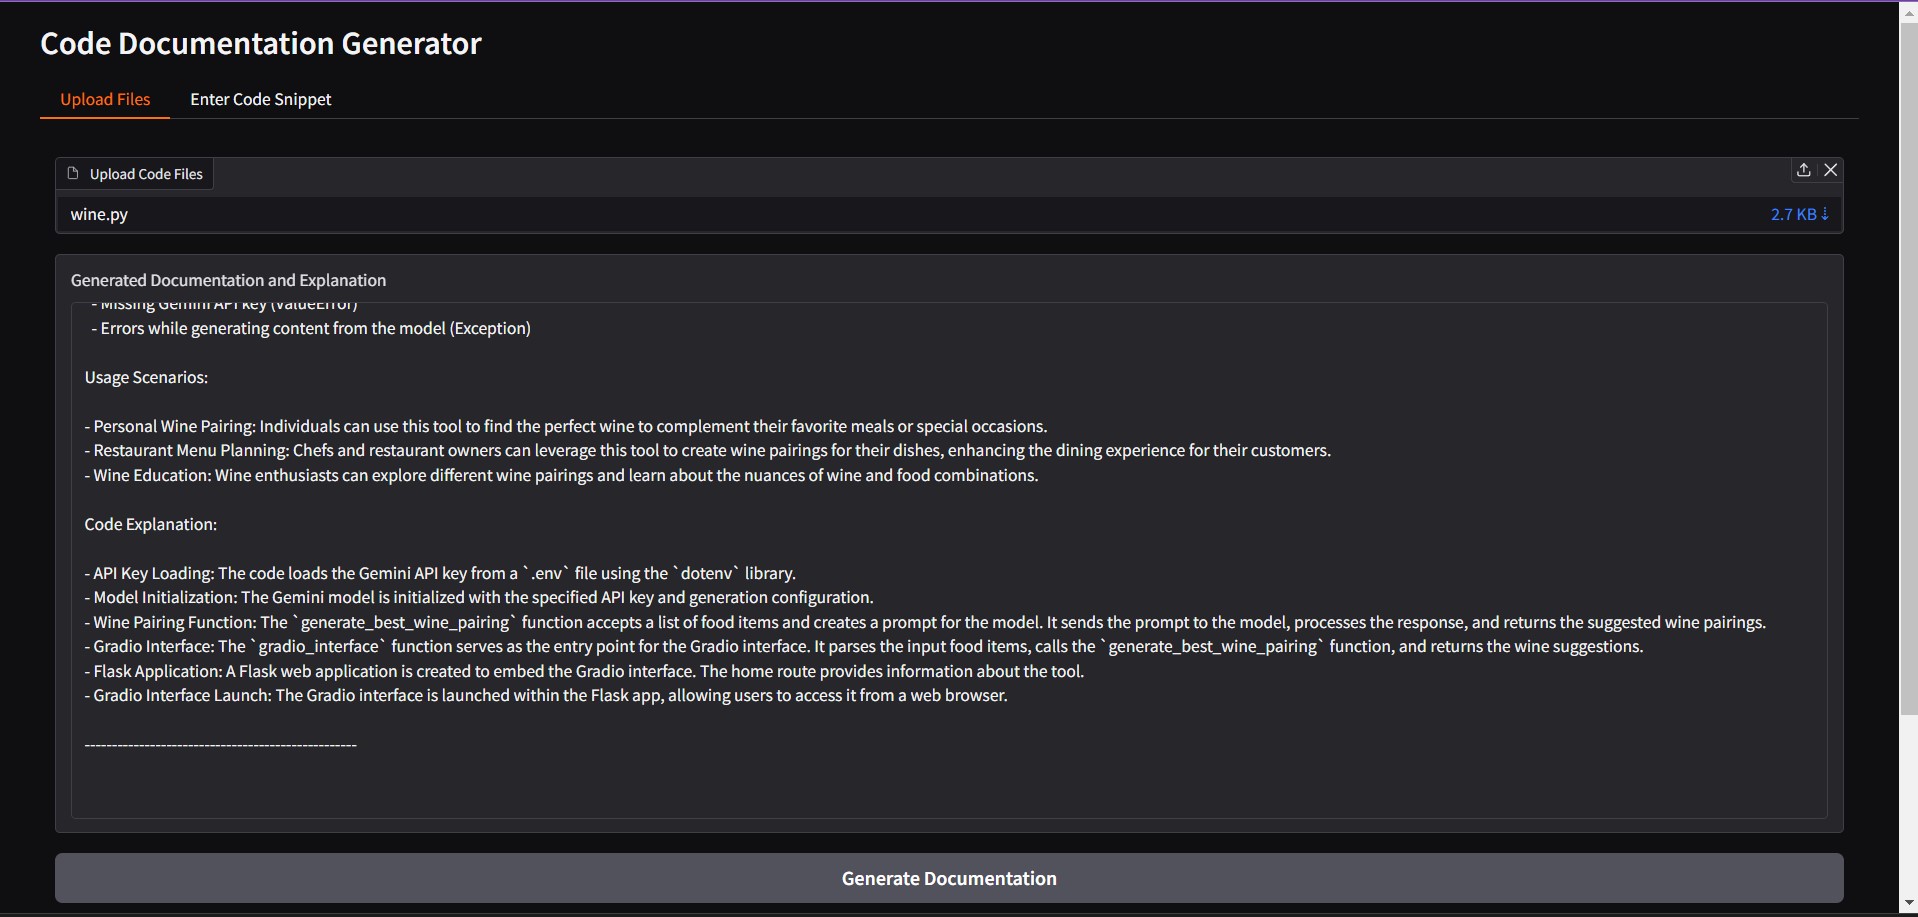 Code Documentation Generator
Upload Files
Enter Code Snippet
Upload Code Files
wine.py
2.7 KB ⇣
Generated Documentation and Explanation
- Missing Gemini API key (ValueError)
- Errors while generating content from the model (Exception)
Usage Scenarios:
- Personal Wine Pairing: Individuals can use this tool to find the perfect wine to complement their favorite meals or special occasions.
- Restaurant Menu Planning: Chefs and restaurant owners can leverage this tool to create wine pairings for their dishes, enhancing the dining experience for their customers.
- Wine Education: Wine enthusiasts can explore different wine pairings and learn about the nuances of wine and food combinations.
Code Explanation:
- API Key Loading: The code loads the Gemini API key from a `.env` file using the `dotenv` library.
- Model Initialization: The Gemini model is initialized with the specified API key and generation configuration.
- Wine Pairing Function: The `generate_best_wine_pairing` function accepts a list of food items and creates a prompt for the model. It sends the prompt to the model, processes the response, and returns the suggested wine pairings.
- Gradio Interface: The `gradio_interface` function serves as the entry point for the Gradio interface. It parses the input food items, calls the `generate_best_wine_pairing` function, and returns the wine suggestions.
- Flask Application: A Flask web application is created to embed the Gradio interface. The home route provides information about the tool.
- Gradio Interface Launch: The Gradio interface is launched within the Flask app, allowing users to access it from a web browser.
--------------------------------------------------
Generate Documentation